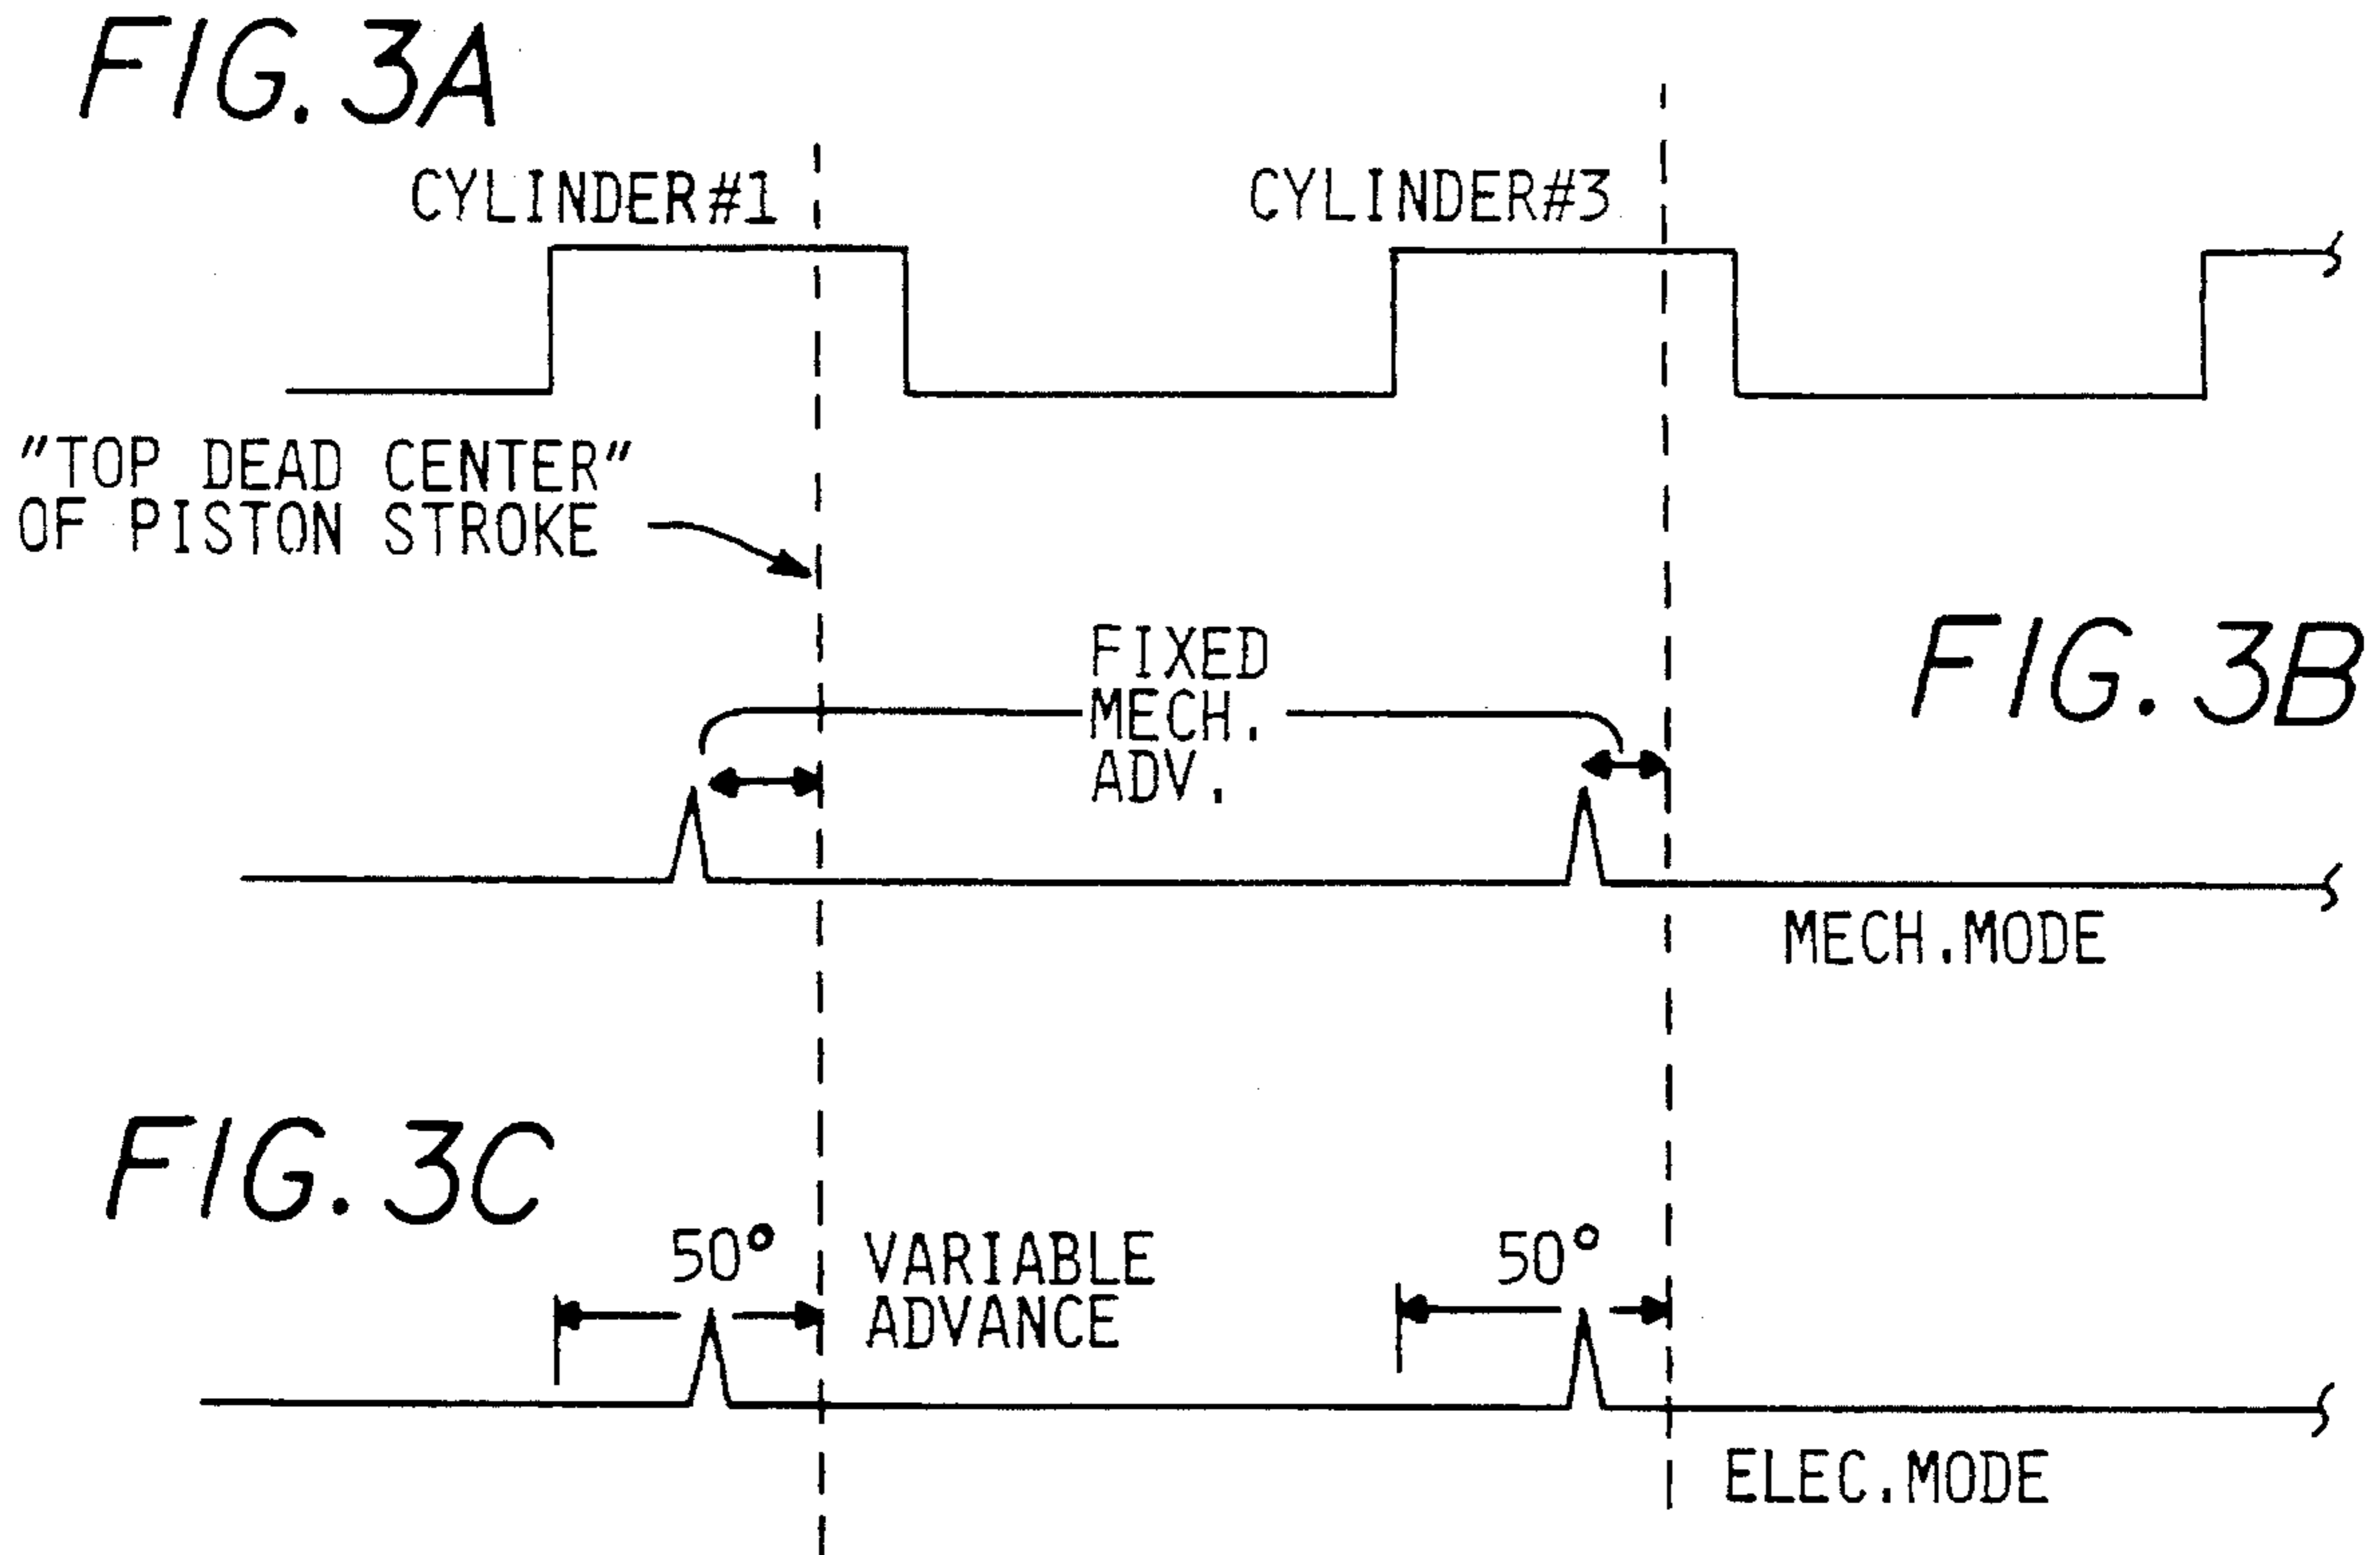 FIG. 3A
CYLINDER #1
CYLINDER #3
"TOP DEAD CENTER"
OF PISTON STROKE
FIXED
MECH.
ADV.
FIG. 3B
MECH. MODE
FIG. 3C
50°
VARIABLE
ADVANCE
50°
ELEC. MODE